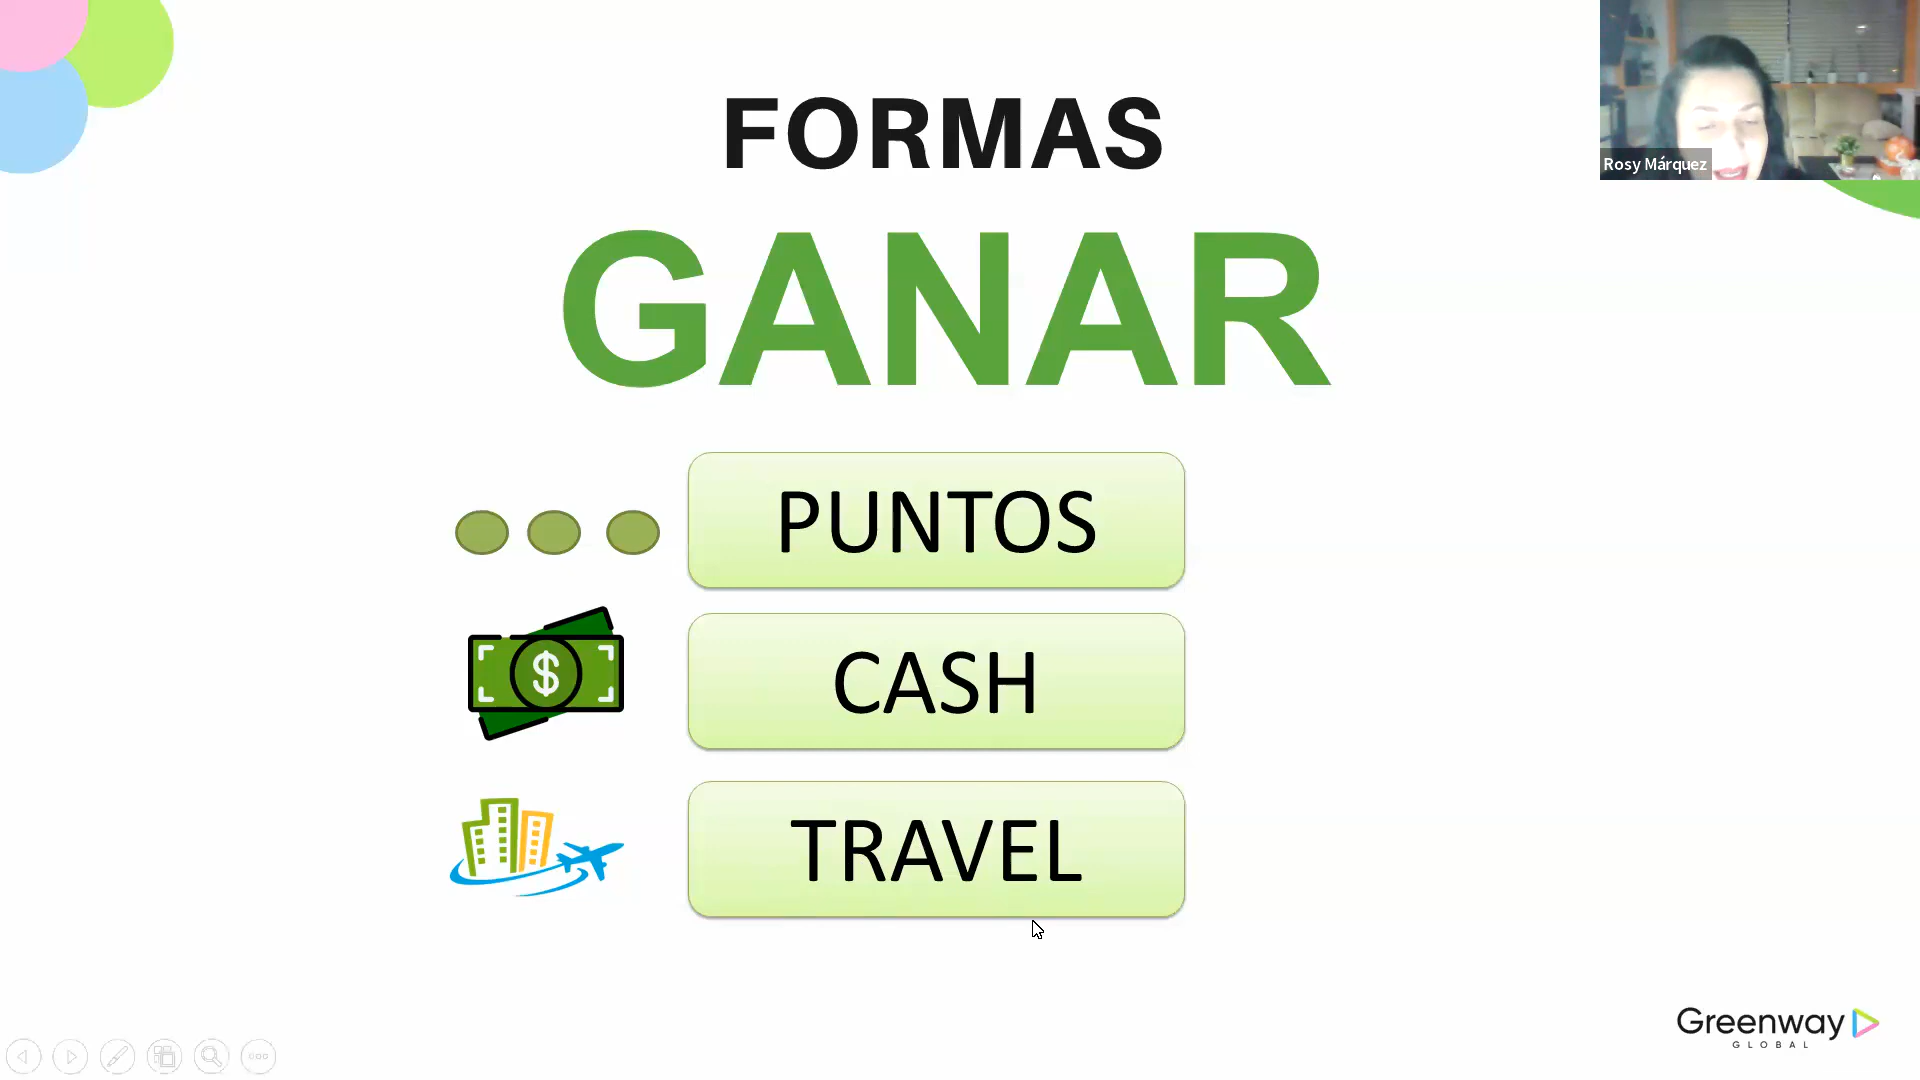 FORMAS
GANAR
Rosy Márquez
PUNTOS
$
CASH
TRAVEL
Greenway
GLOBAL